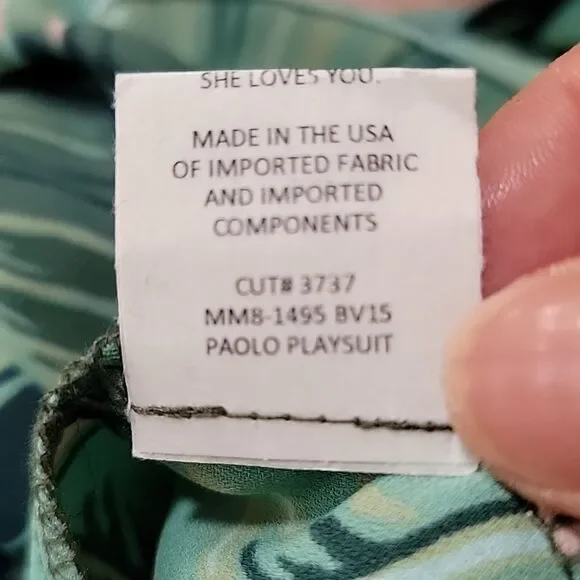 SHE LOVES YOU.
MADE IN THE USA
OF IMPORTED FABRIC
AND IMPORTED
COMPONENTS
CUT# 3737
MM8-1495 BV15
PAOLO PLAYSUIT